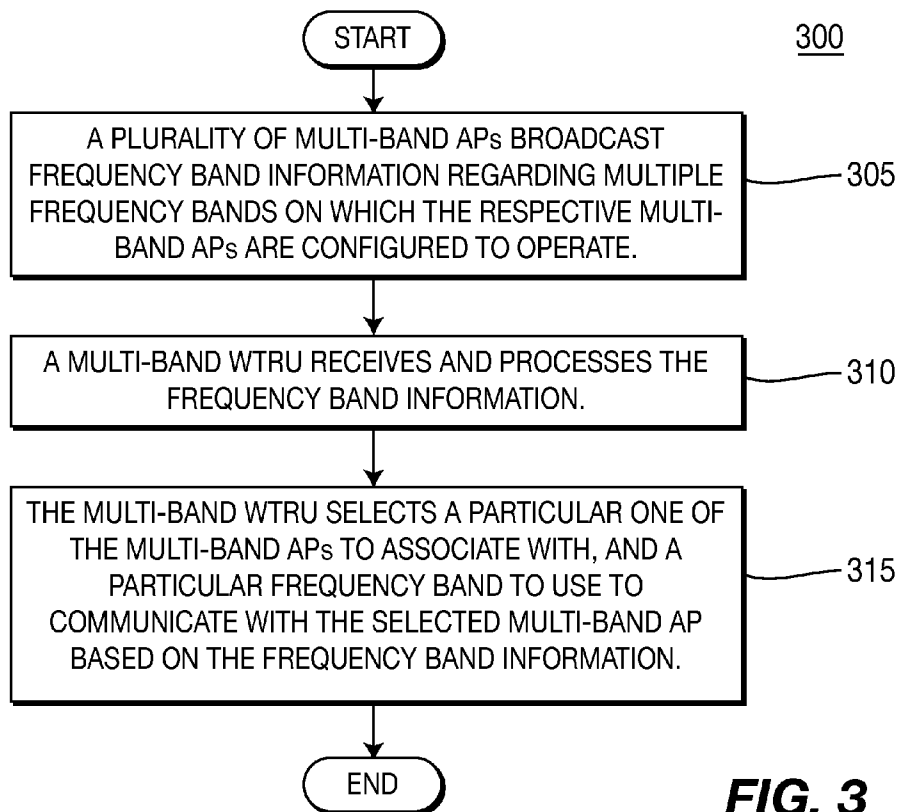 START
300
A PLURALITY OF MULTI-BAND APs BROADCAST
FREQUENCY BAND INFORMATION REGARDING MULTIPLE
FREQUENCY BANDS ON WHICH THE RESPECTIVE MULTI-
BAND APs ARE CONFIGURED TO OPERATE.
305
A MULTI-BAND WTRU RECEIVES AND PROCESSES THE
FREQUENCY BAND INFORMATION.
310
THE MULTI-BAND WTRU SELECTS A PARTICULAR ONE OF
THE MULTI-BAND APs TO ASSOCIATE WITH, AND A
PARTICULAR FREQUENCY BAND TO USE TO
COMMUNICATE WITH THE SELECTED MULTI-BAND AP
BASED ON THE FREQUENCY BAND INFORMATION.
315
END
FIG. 3